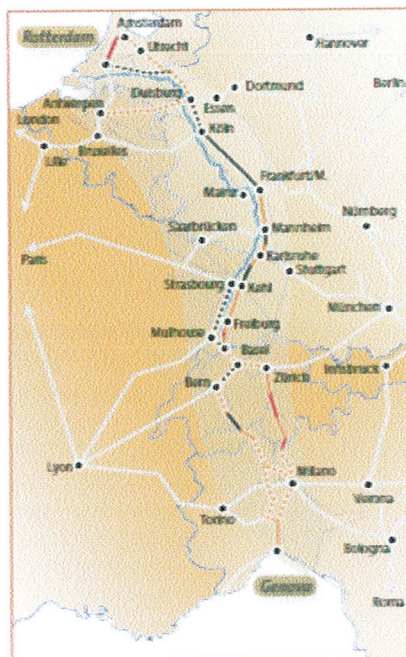 Amsterdam
Rotterdam
Utrecht
Hannover
Duisburg
Dortmund
Berlin
Essen
Antwerpen
London
Köln
Lille
Bruxelles
Frankfurt/M.
Mainz
Nürnberg
Saarbrücken
Mannheim
Karlsruhe
Paris
Stuttgart
Strasbourg
Kehl
München
Freiburg
Mulhouse
Basel
Innsbruck
Zürich
Bern
Lyon
Milano
Verona
Torino
Bologna
Genova
Roma